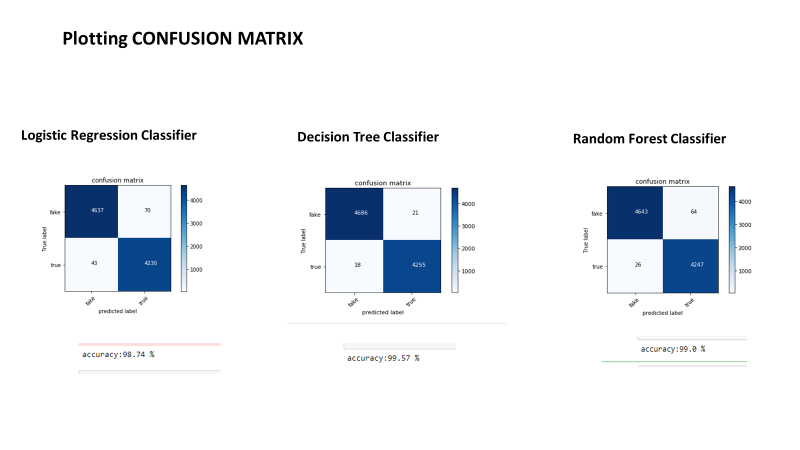 Plotting CONFUSION MATRIX
Logistic Regression Classifier
confusion matrix
fake
4637
70
true
43
4230
True label
fake
true
predicted label
4000
3000
2000
1000
accuracy:98.74 %
Decision Tree Classifier
confusion matrix
fake
4686
21
true
18
4255
True label
fake
true
predicted label
4000
3000
2000
1000
accuracy:99.57 %
Random Forest Classifier
confusion matrix
fake
4643
64
true
26
4247
True label
fake
true
predicted label
4000
3000
2000
1000
accuracy:99.0 %